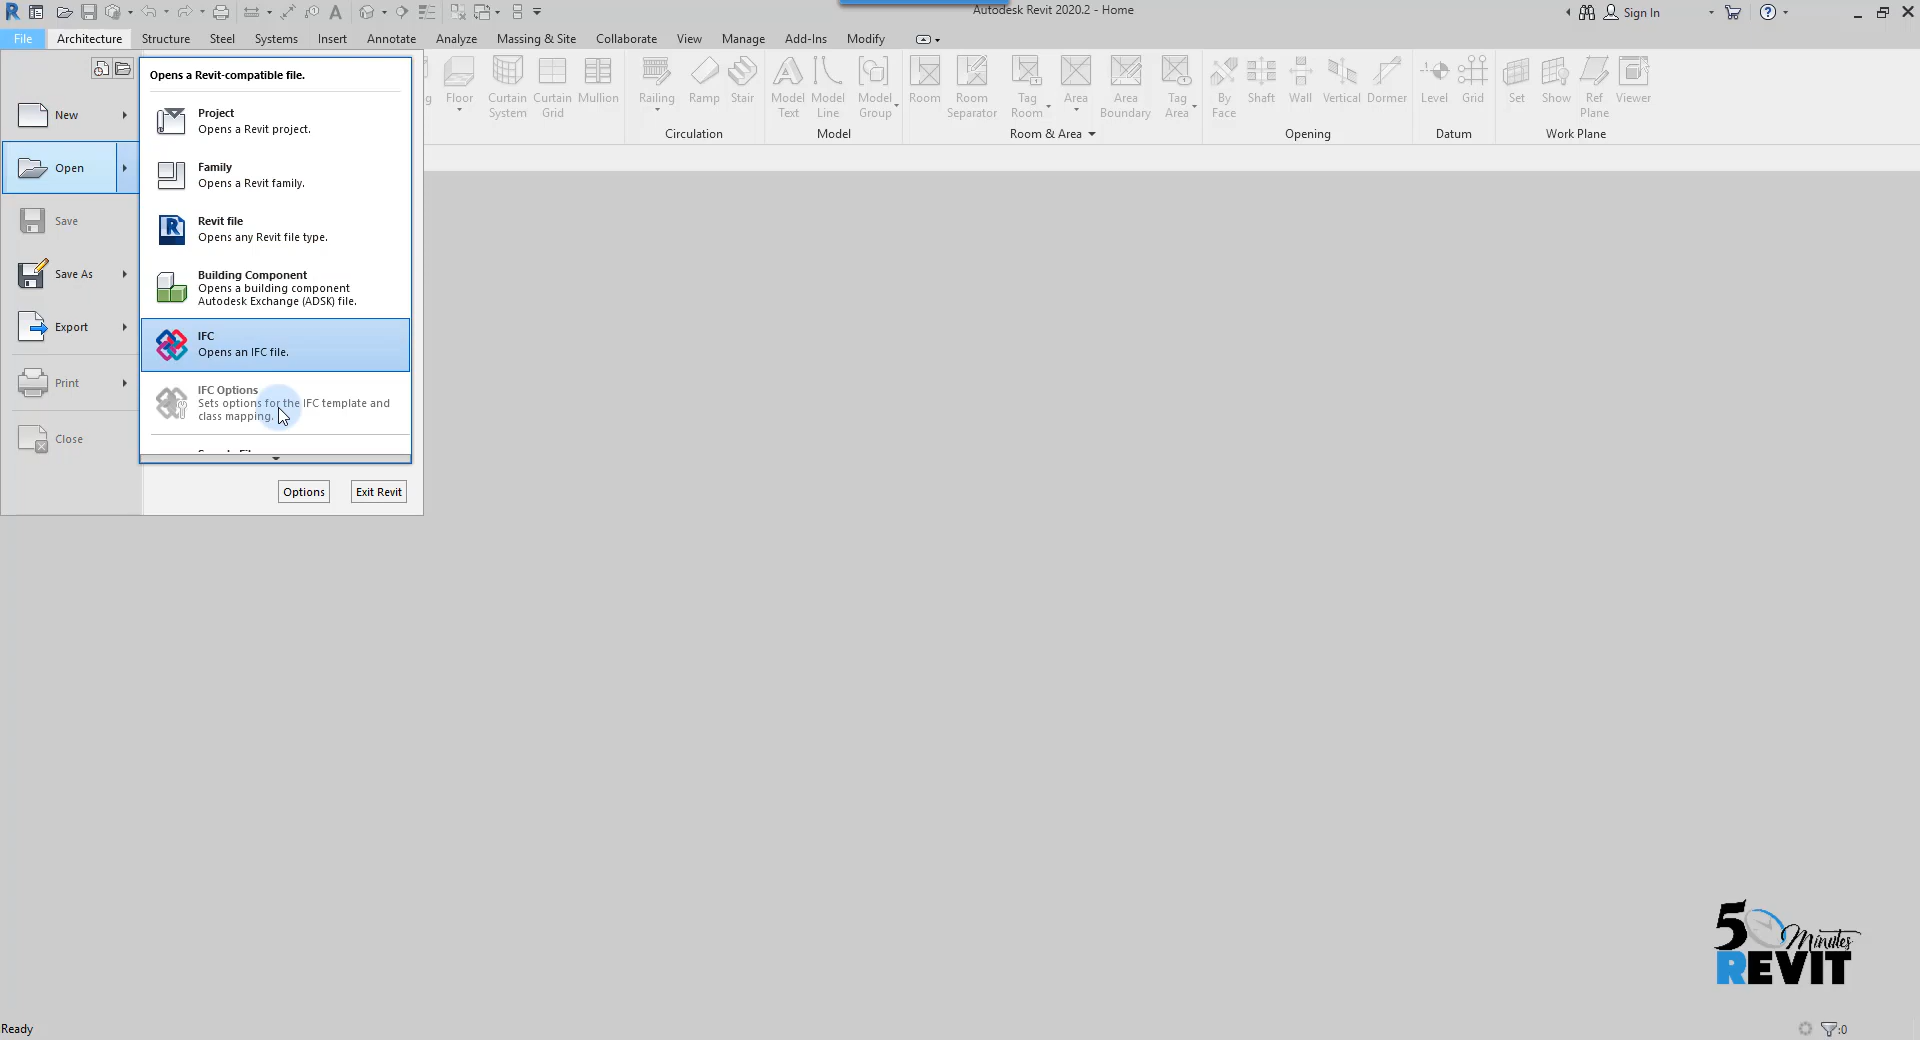 Autodesk Revit 2020.2 - Home
Sign In
File Architecture Structure Steel Systems Insert Annotate Analyze Massing & Site Collaborate View Manage Add-Ins Modify
Opens a Revit-compatible file.
New
Open
Save
Save As
Export
Print
Close
Project
Opens a Revit project.
Family
Opens a Revit family.
Revit file
Opens any Revit file type.
Building Component
Opens a building component
Autodesk Exchange (ADSK) file.
IFC
Opens an IFC file.
IFC Options
Sets options for the IFC template and
class mapping.
Options Exit Revit
Floor
Curtain
System
Curtain
Grid
Mullion
Railing
Ramp
Stair
Circulation
Model
Text
Model
Line
Model
Group
Model
Room
Room
Separator
Tag
Room
Area
Area
Boundary
Tag
Area
Room & Area
By
Face
Shaft
Wall
Vertical
Dormer
Opening
Level
Grid
Datum
Set
Show
Ref
Plane
Viewer
Work Plane
5 Minutes
REVIT
Ready
:0